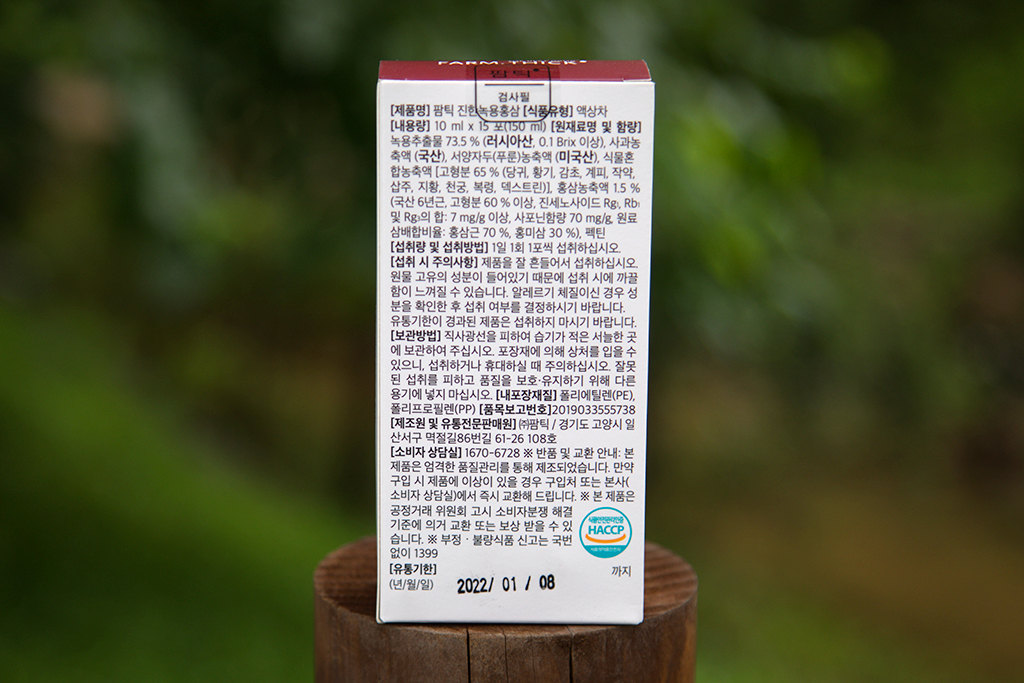 FARM:THICK
팜틱
검사필
[제품명] 팜틱 진한녹용홍삼 [식품유형] 액상차
[내용량] 10 ml x 15 포(150 ml) [원재료명 및 함량]
녹용추출물 73.5 % (러시아산, 0.1 Brix 이상), 사과농
축액 (국산), 서양자두(푸룬)농축액 (미국산), 식물혼
합농축액 [고형분 65 % (당귀, 황기, 감초, 계피, 작약,
삽주, 지황, 천궁, 복령, 덱스트린)], 홍삼농축액 1.5 %
(국산 6년근, 고형분 60 % 이상, 진세노사이드 Rg₁, Rb₁
및 Rg₃의 합: 7 mg/g 이상, 사포닌함량 70 mg/g, 원료
삼배합비율: 홍삼근 70 %, 홍미삼 30 %), 펙틴
[섭취량 및 섭취방법] 1일 1회 1포씩 섭취하십시오.
[섭취 시 주의사항] 제품을 잘 흔들어서 섭취하십시오.
원물 고유의 성분이 들어있기 때문에 섭취 시에 까끌
함이 느껴질 수 있습니다. 알레르기 체질이신 경우 성
분을 확인한 후 섭취 여부를 결정하시기 바랍니다.
유통기한이 경과된 제품은 섭취하지 마시기 바랍니다.
[보관방법] 직사광선을 피하여 습기가 적은 서늘한 곳
에 보관하여 주십시오. 포장재에 의해 상처를 입을 수
있으니, 섭취하거나 휴대하실 때 주의하십시오. 잘못
된 섭취를 피하고 품질을 보호·유지하기 위해 다른
용기에 넣지 마십시오. [내포장재질] 폴리에틸렌(PE),
폴리프로필렌(PP) [품목보고번호]2019033555738
[제조원 및 유통전문판매원] ㈜팜틱 / 경기도 고양시 일
산서구 멱절길86번길 61-26 108호
[소비자 상담실] 1670-6728 ※ 반품 및 교환 안내: 본
제품은 엄격한 품질관리를 통해 제조되었습니다. 만약
구입 시 제품에 이상이 있을 경우 구입처 또는 본사(
소비자 상담실)에서 즉시 교환해 드립니다. ※ 본 제품은
공정거래 위원회 고시 소비자분쟁 해결
기준에 의거 교환 또는 보상 받을 수 있
습니다. ※ 부정 · 불량식품 신고는 국번
없이 1399
식품안전관리인증
HACCP
식품의약품안전처
[유통기한]
(년/월/일) 2022/ 01 / 08 까지